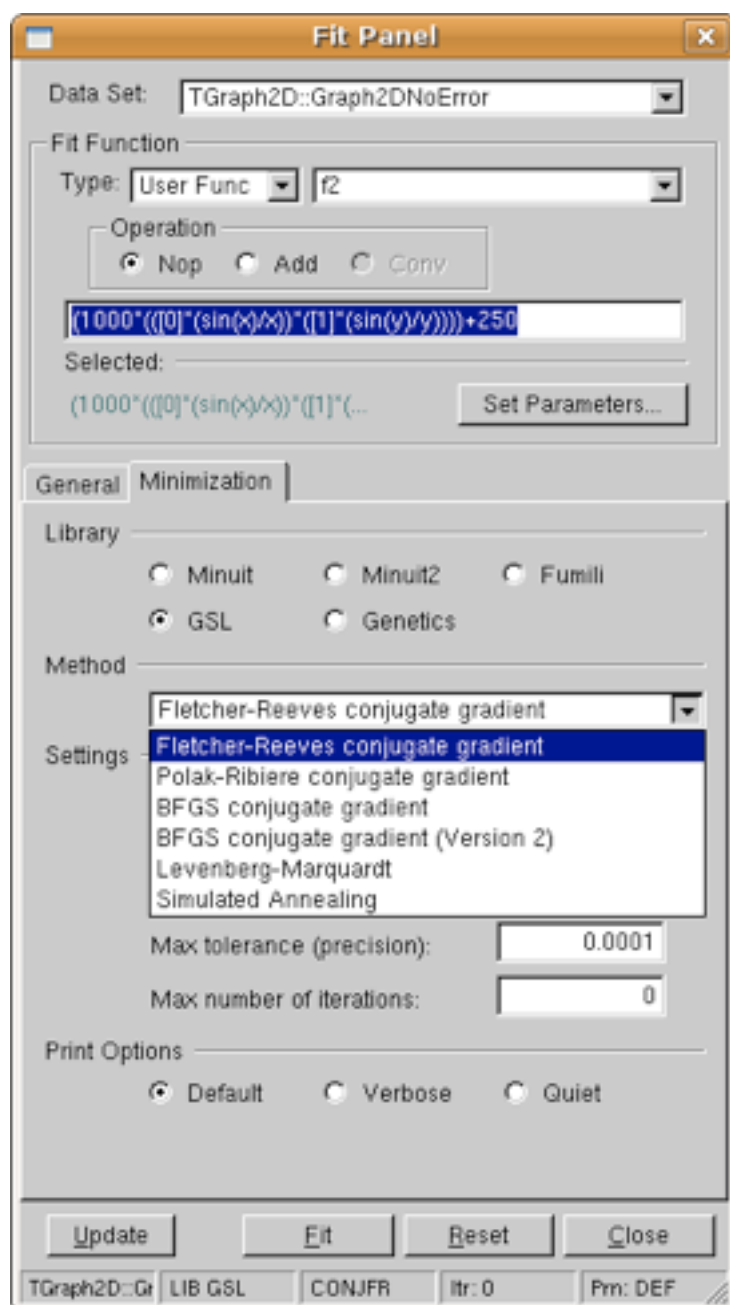 Fit Panel
Data Set: TGraph2D::Graph2DNoError
Fit Function
Type: User Func f2
Operation
Nop Add Conv
(1000*(([0]*(sin(x)/x))*([1]*(sin(y)/y))))+250
Selected:
(1000*(([0]*(sin(x)/x))*([1]*(... Set Parameters...
General Minimization
Library
Minuit Minuit2 Fumili
GSL Genetics
Method
Fletcher-Reeves conjugate gradient
Settings
Fletcher-Reeves conjugate gradient
Polak-Ribiere conjugate gradient
BFGS conjugate gradient
BFGS conjugate gradient (Version 2)
Levenberg-Marquardt
Simulated Annealing
Max tolerance (precision): 0.0001
Max number of iterations: 0
Print Options
Default Verbose Quiet
Update Fit Reset Close
TGraph2D::Gr LIB GSL CONJFR Itr: 0 Prn: DEF